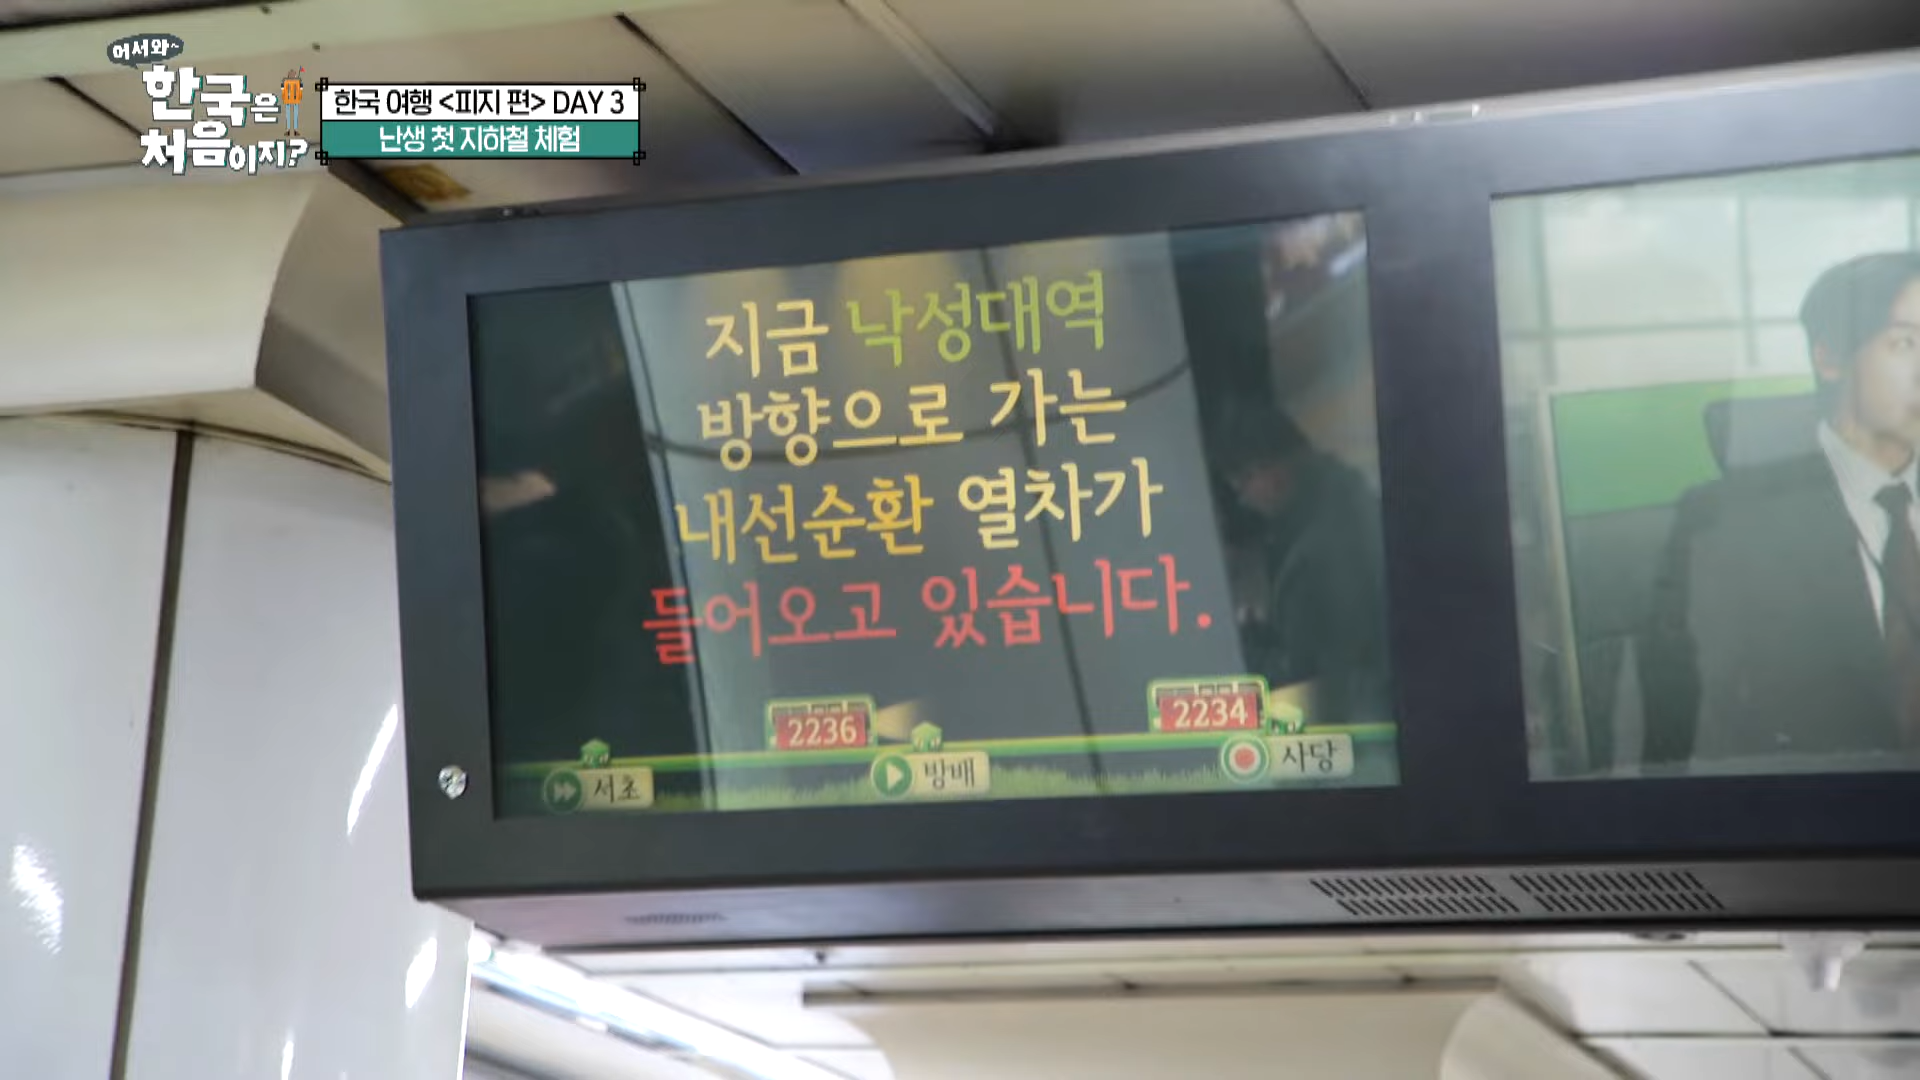 어서와~
한국은
처음이지?
한국 여행 <피지 편> DAY 3
난생 첫 지하철 체험
지금 낙성대역
방향으로 가는
내선순환 열차가
들어오고 있습니다.
2236 2234
서초 방배 사당